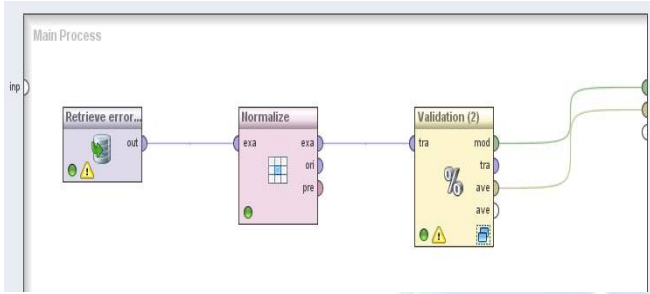 Main Process
inp
Retrieve error...
out
Normalize
exa
exa
ori
pre
Validation (2)
tra
mod
tra
%
ave
ave